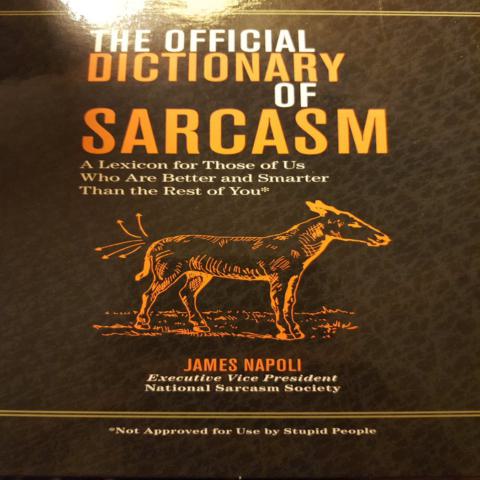 THE OFFICIAL
DICTIONARY
OF
SARCASM
A Lexicon for Those of Us
Who Are Better and Smarter
Than the Rest of You*
JAMES NAPOLI
Executive Vice President
National Sarcasm Society
*Not Approved for Use by Stupid People